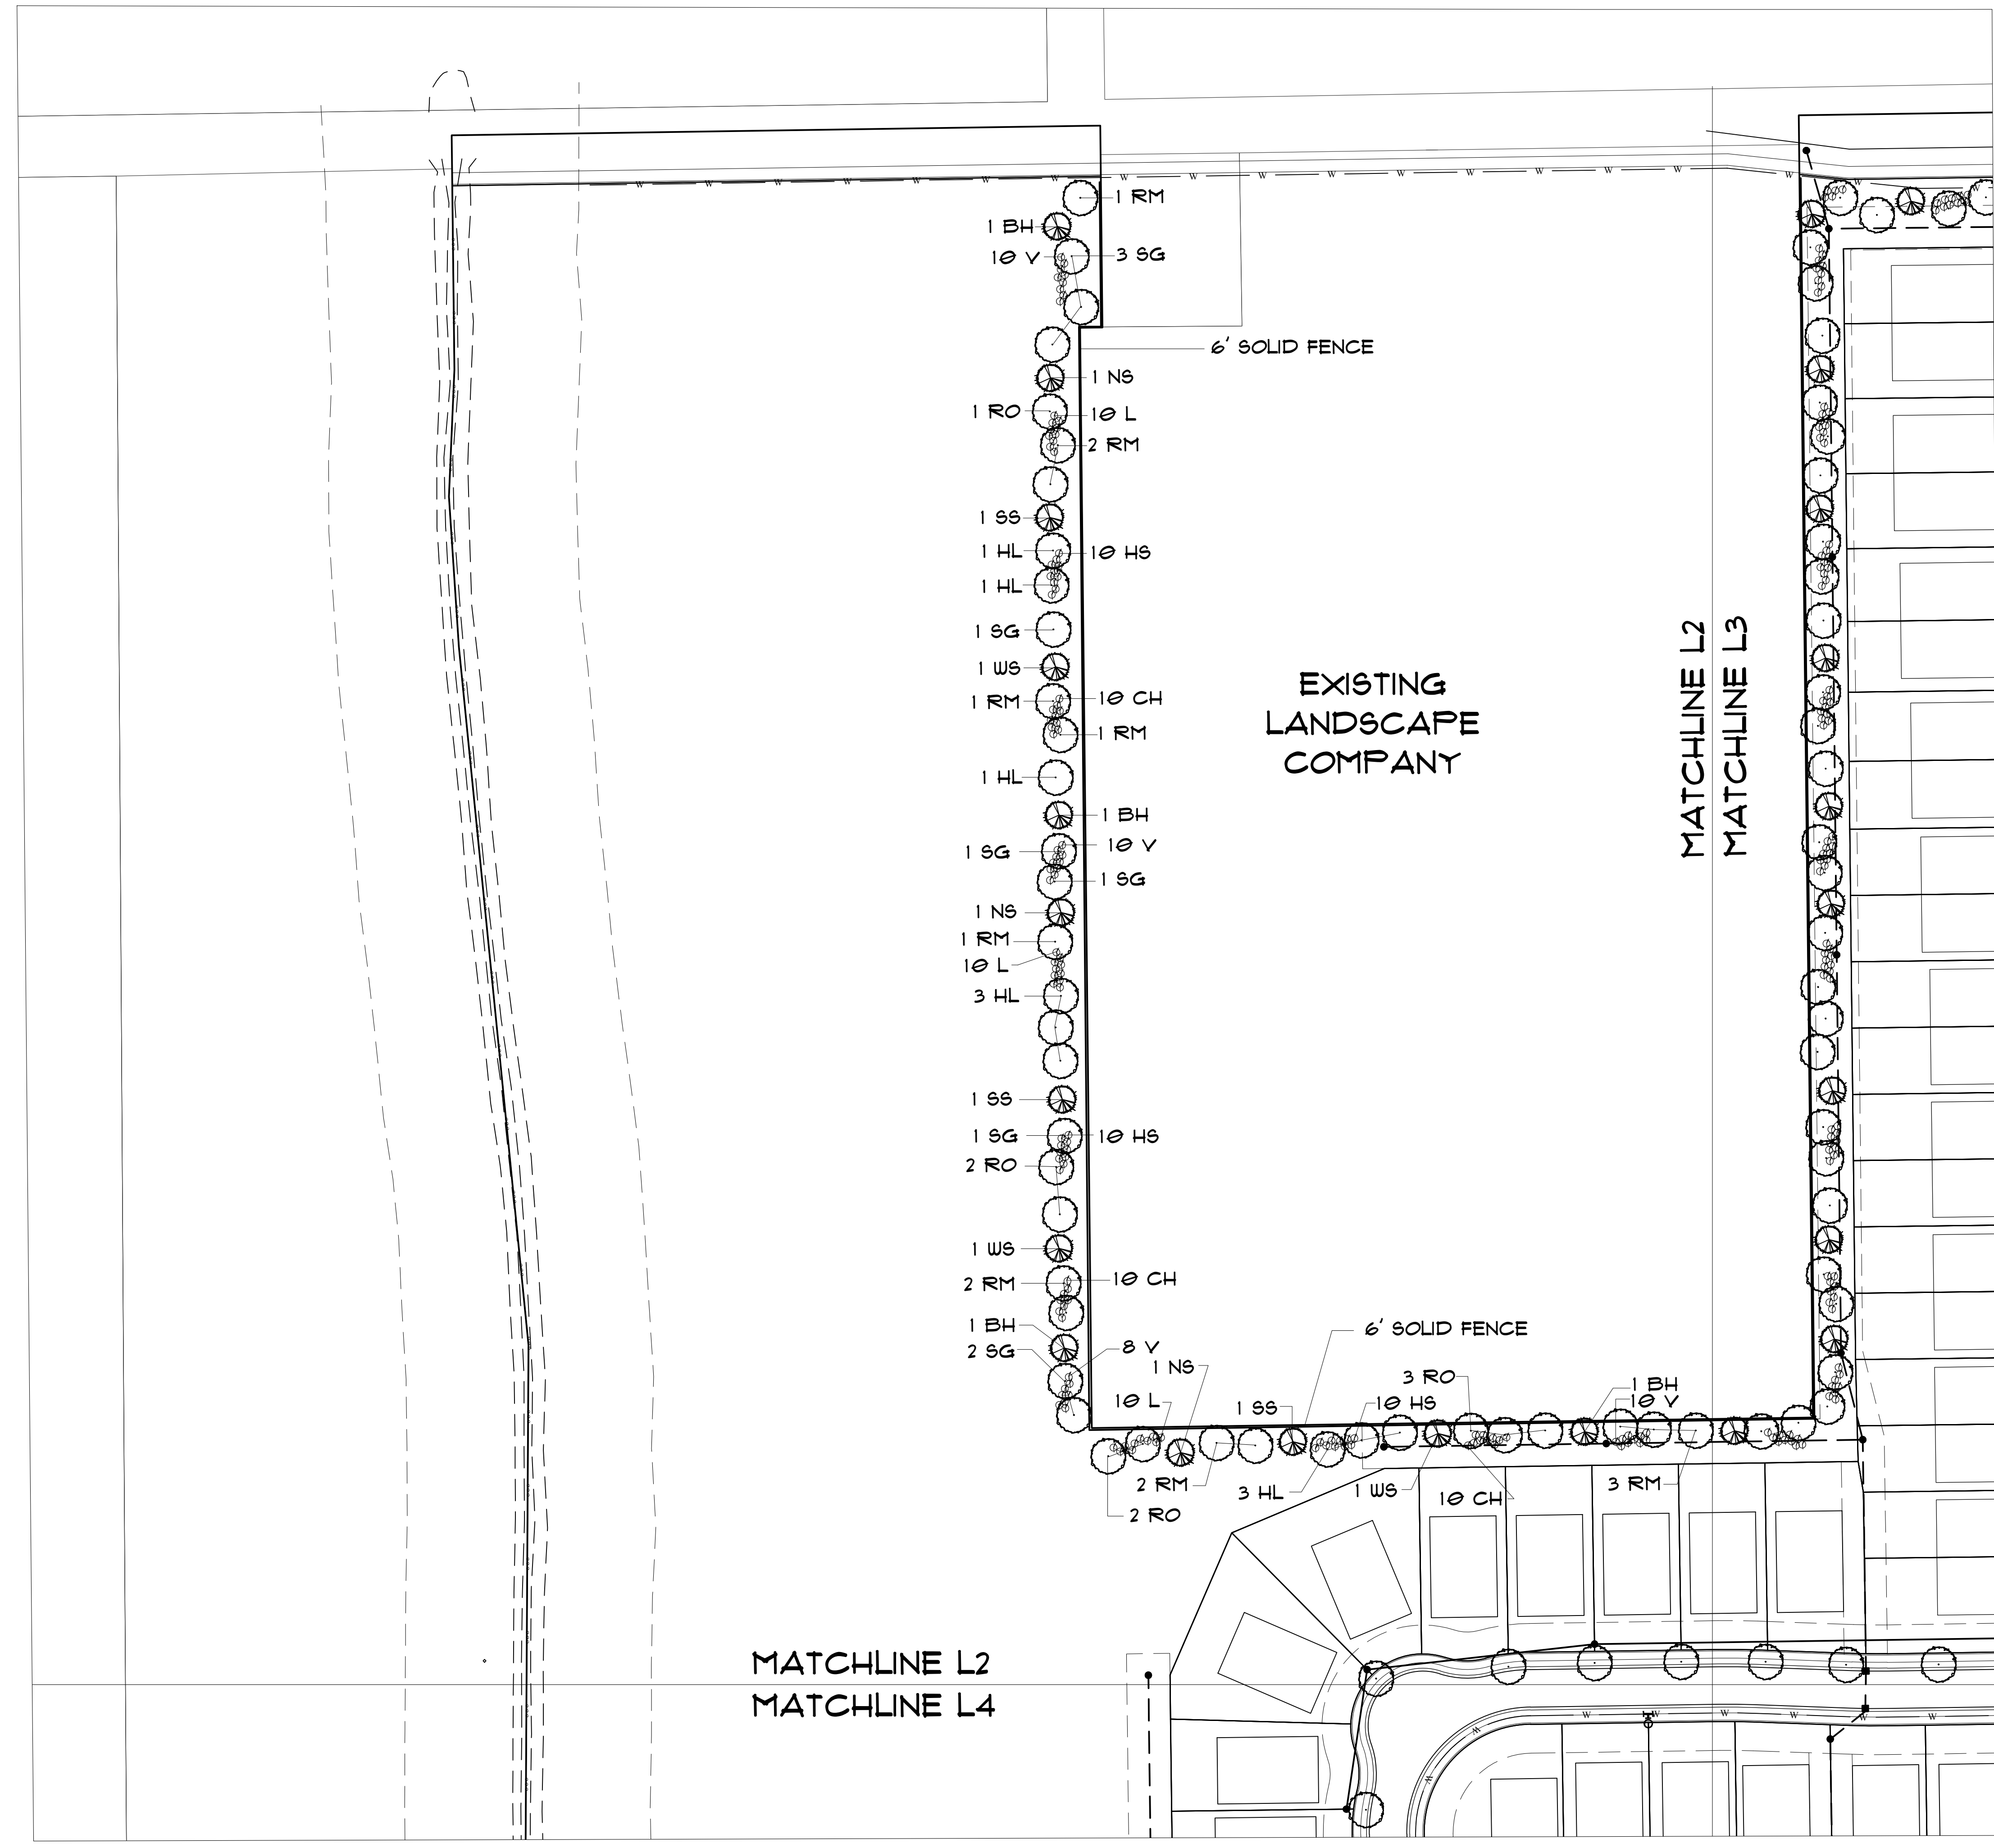 1 RM
1 BH
10 V
3 SG
6' SOLID FENCE
1 NS
1 RO
10 L
2 RM
1 SS
1 HL
10 HS
1 HL
1 SG
1 WS
1 RM
10 CH
1 RM
1 HL
1 BH
1 SG
10 V
1 SG
1 NS
1 RM
10 L
3 HL
1 SS
1 SG
10 HS
2 RO
1 WS
2 RM
10 CH
1 BH
2 SG
8 V
EXISTING
LANDSCAPE
COMPANY
MATCHLINE L2
MATCHLINE L3
6' SOLID FENCE
1 NS
10 L
1 SS
3 RO
10 HS
1 BH
10 V
2 RM
3 HL
1 WS
10 CH
3 RM
2 RO
MATCHLINE L2
MATCHLINE L4
W W W W W W W W W W W W W W W W W W W
W W W W W W W W W